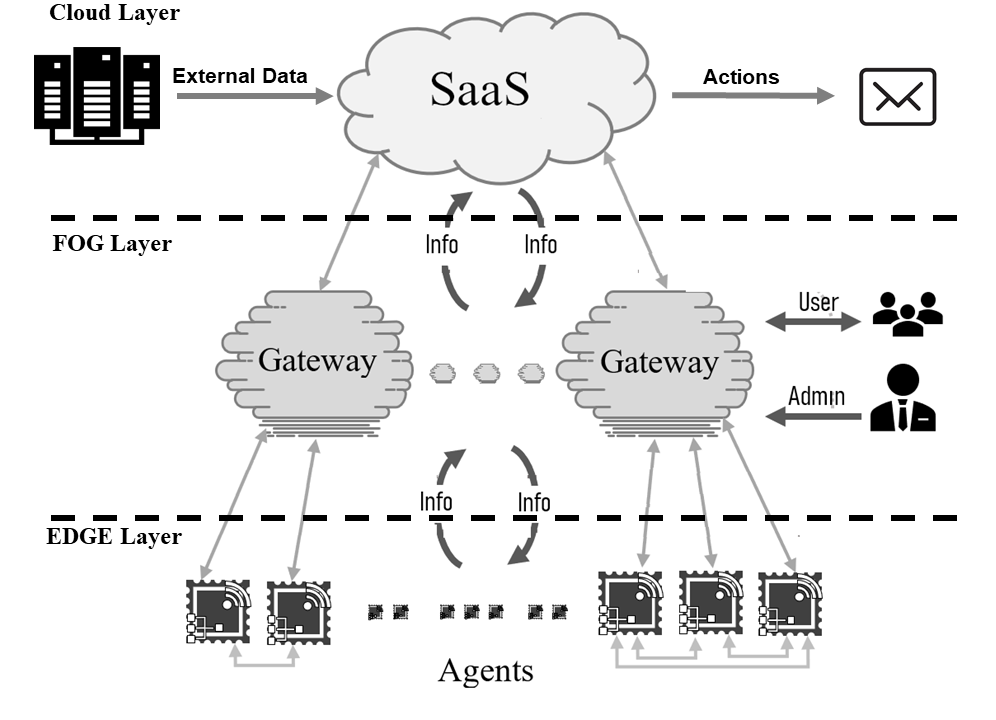 Cloud Layer
External Data
SaaS
Actions
FOG Layer
Info
Info
User
Gateway
Gateway
Admin
Info
Info
EDGE Layer
Agents